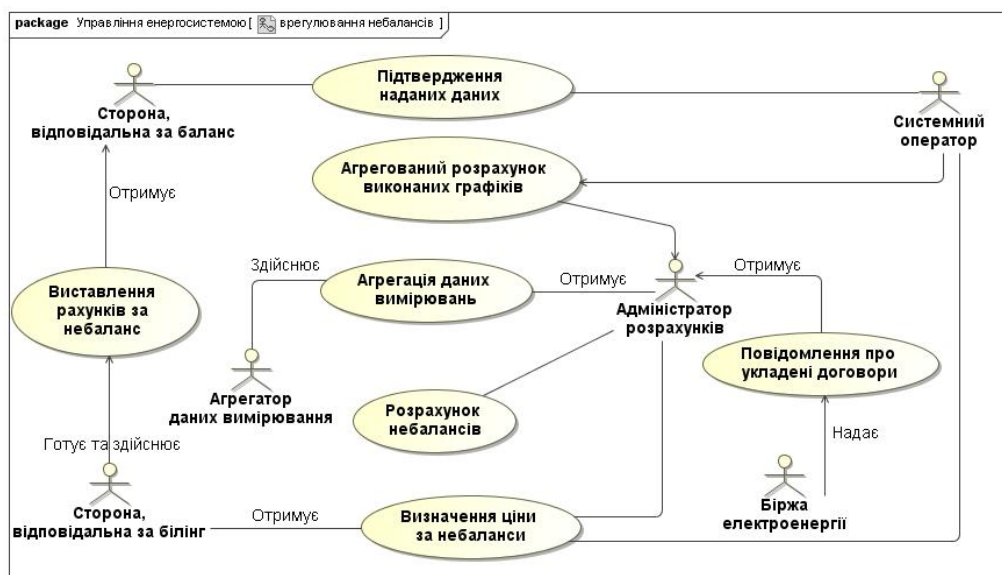 package Управління енергосистемою [ врегулювання небалансів ]
Підтвердження
наданих даних
Сторона,
відповідальна за баланс
Системний
оператор
Агрегований розрахунок
виконаних графіків
Отримує
Здійснює
Агрегація даних
вимірювань
Отримує
Адміністратор
розрахунків
Отримує
Виставлення
рахунків за
небаланс
Повідомлення про
укладені договори
Агрегатор
даних вимірювання
Розрахунок
небалансів
Надає
Готує та здійснює
Сторона,
відповідальна за білінг
Отримує
Визначення ціни
за небаланси
Біржа
електроенергії